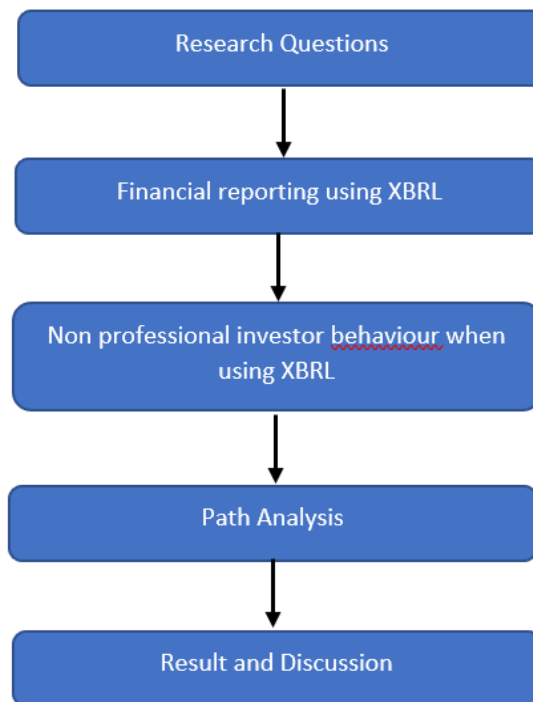 Research Questions
Financial reporting using XBRL
Non professional investor behaviour when
using XBRL
Path Analysis
Result and Discussion